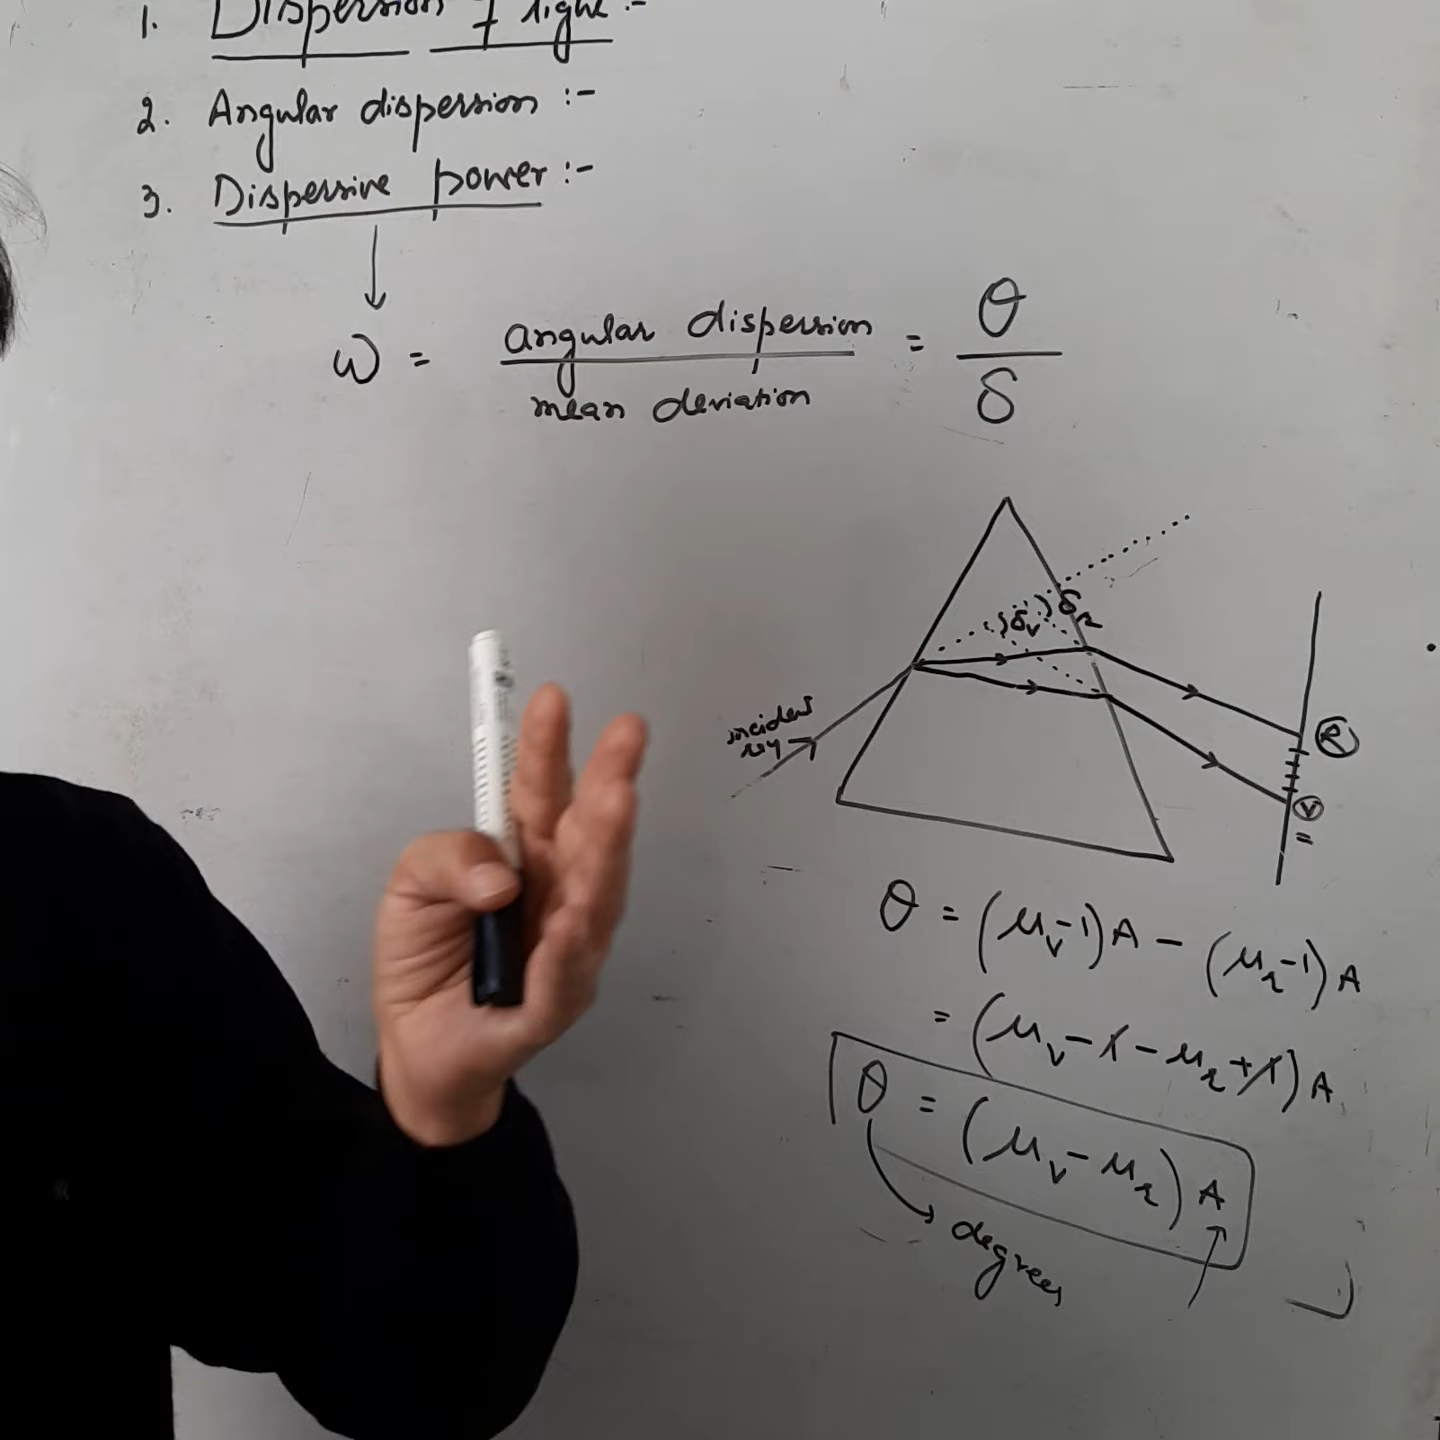 1. Dispersion of light :-
2. Angular dispersion :-
3. Dispersive power :-
ω = angular dispersion / mean deviation = θ / δ
δv δr
incident ray
R
V
θ = (μv-1)A - (μr-1)A
= (μv - 1 - μr + 1)A
θ = (μv - μr)A
degrees